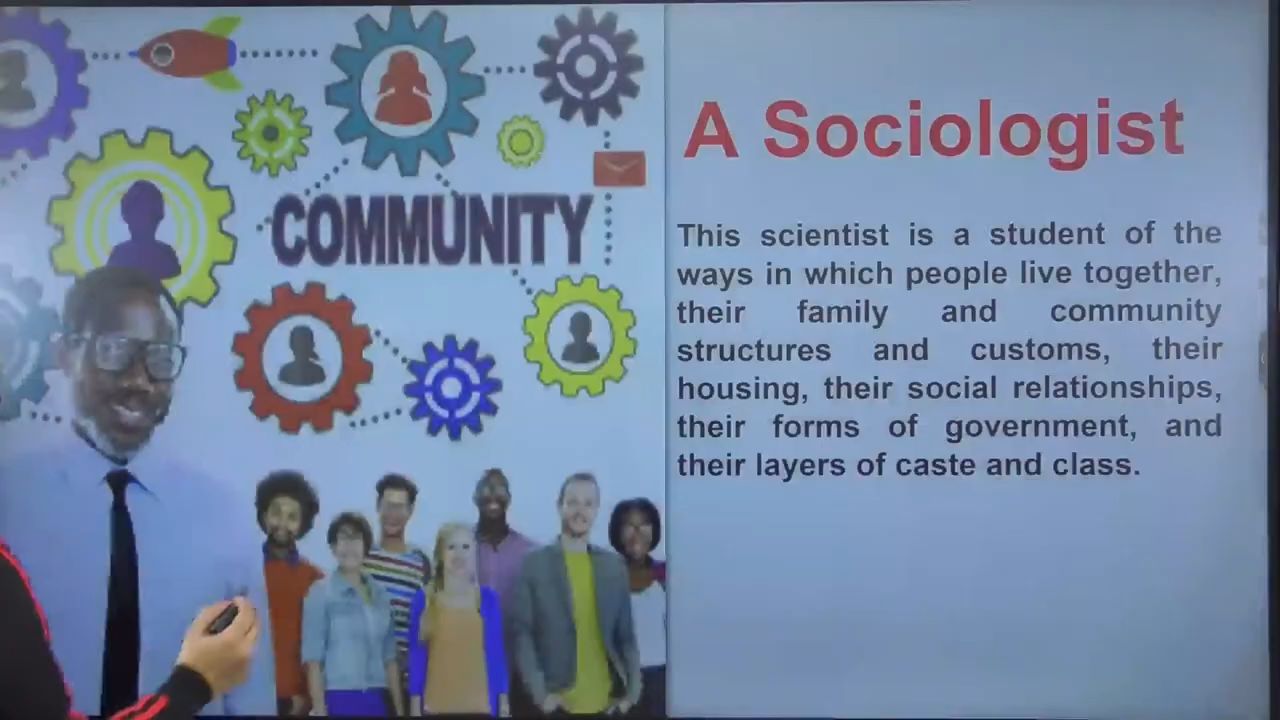 COMMUNITY
A Sociologist
This scientist is a student of the
ways in which people live together,
their family and community
structures and customs, their
housing, their social relationships,
their forms of government, and
their layers of caste and class.